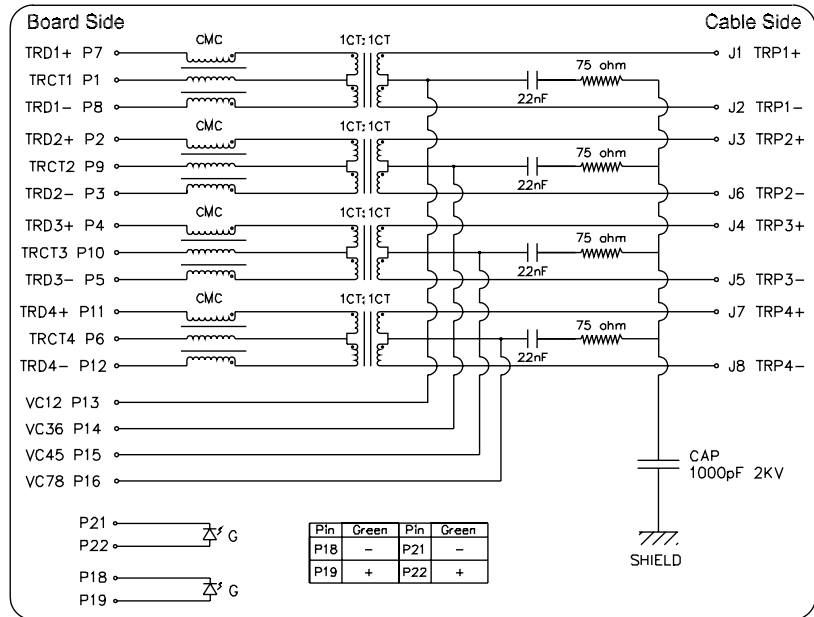 Board Side
Cable Side
CMC
1CT:1CT
TRD1+ P7
J1 TRP1+
75 ohm
TRCT1 P1
22nF
TRD1- P8
J2 TRP1-
CMC
1CT:1CT
TRD2+ P2
J3 TRP2+
75 ohm
TRCT2 P9
22nF
TRD2- P3
J6 TRP2-
CMC
1CT:1CT
TRD3+ P4
J4 TRP3+
75 ohm
TRCT3 P10
22nF
TRD3- P5
J5 TRP3-
CMC
1CT:1CT
TRD4+ P11
J7 TRP4+
75 ohm
TRCT4 P6
22nF
TRD4- P12
J8 TRP4-
VC12 P13
VC36 P14
VC45 P15
VC78 P16
CAP
1000pF 2KV
SHIELD
P21
P22
G
P18
P19
G
Pin Green Pin Green
P18 - P21 -
P19 + P22 +